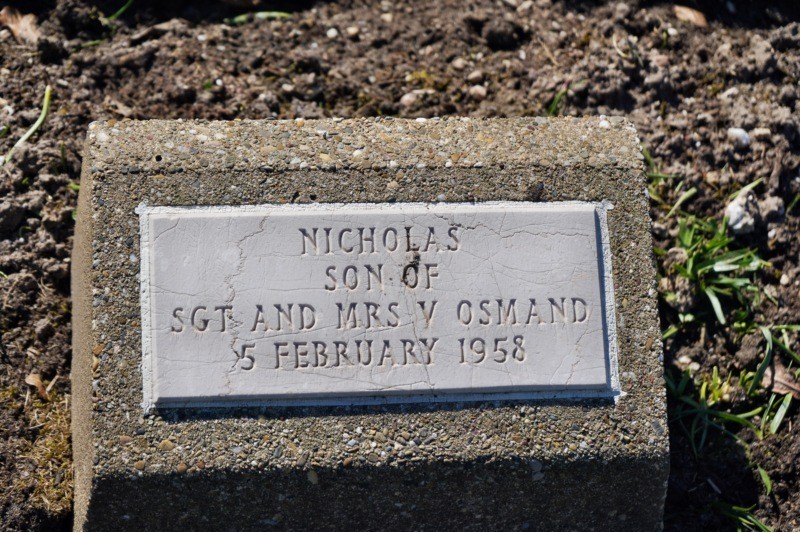 NICHOLAS
SON OF
SGT AND MRS V OSMAND
5 FEBRUARY 1958